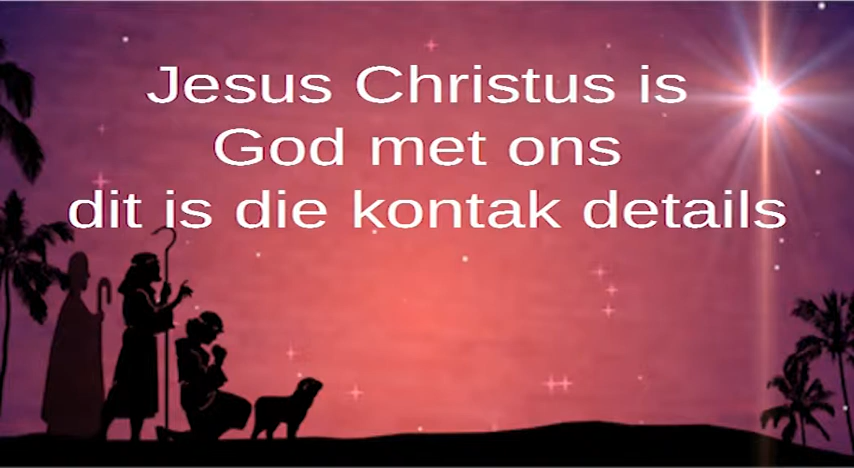 Jesus Christus is
God met ons
dit is die kontak details